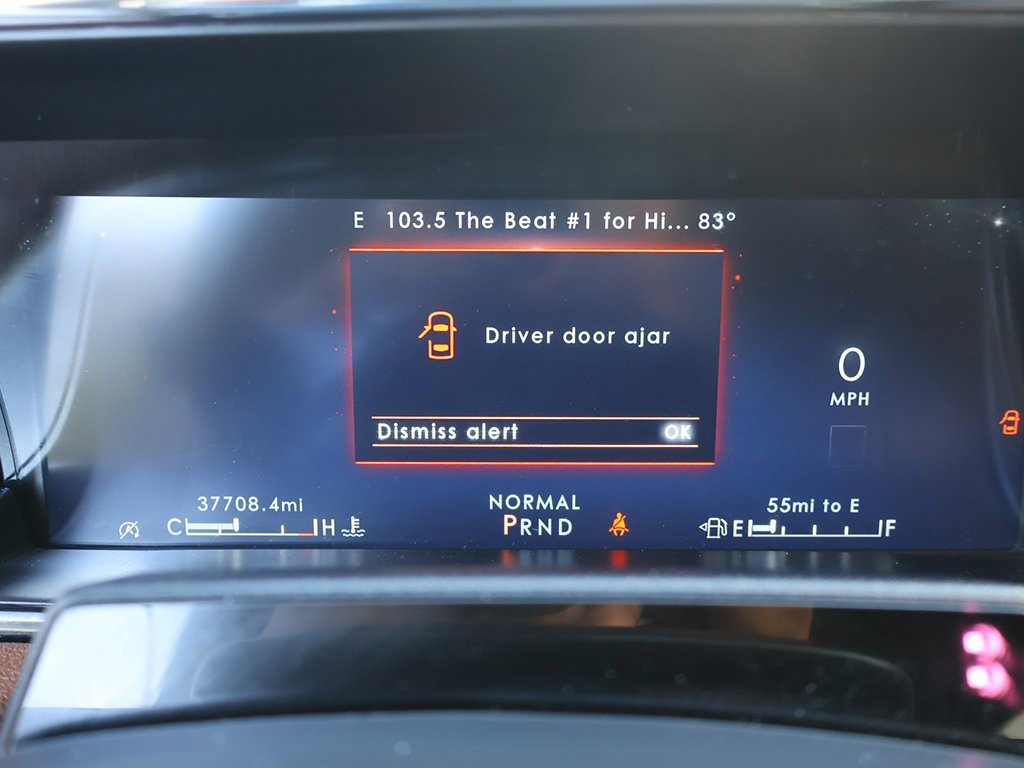 E 103.5 The Beat #1 for Hi... 83°
Driver door ajar
0
MPH
Dismiss alert OK
37708.4mi
NORMAL
55mi to E
C H
PRND
E F